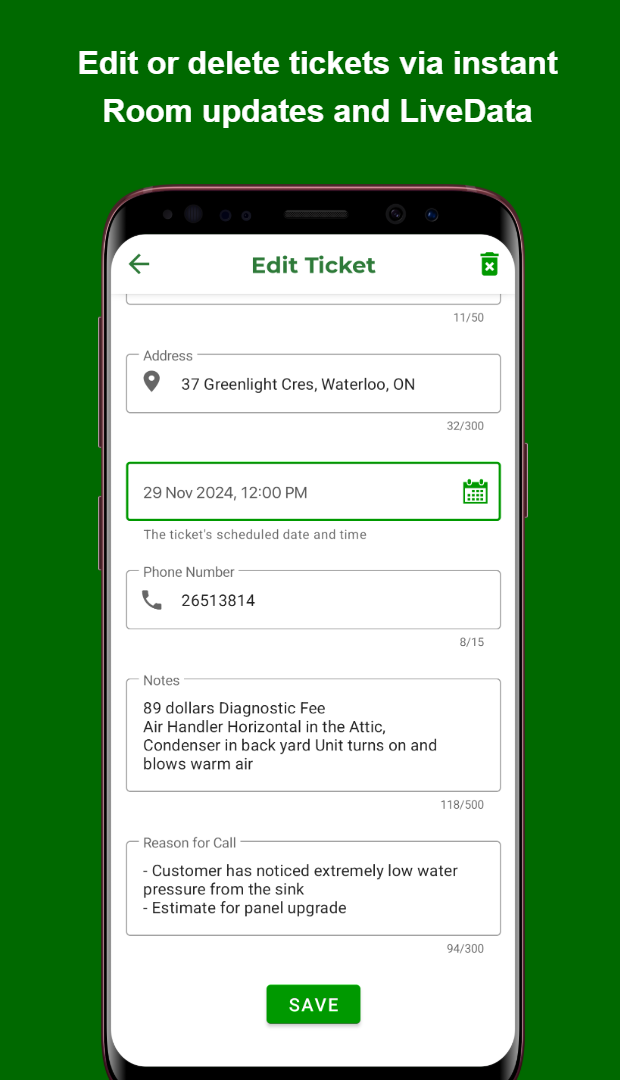 Edit or delete tickets via instant
Room updates and LiveData
Edit Ticket
11/50
Address
37 Greenlight Cres, Waterloo, ON
32/300
29 Nov 2024, 12:00 PM
The ticket's scheduled date and time
Phone Number
26513814
8/15
Notes
89 dollars Diagnostic Fee
Air Handler Horizontal in the Attic,
Condenser in back yard Unit turns on and
blows warm air
118/500
Reason for Call
- Customer has noticed extremely low water
pressure from the sink
- Estimate for panel upgrade
94/300
SAVE